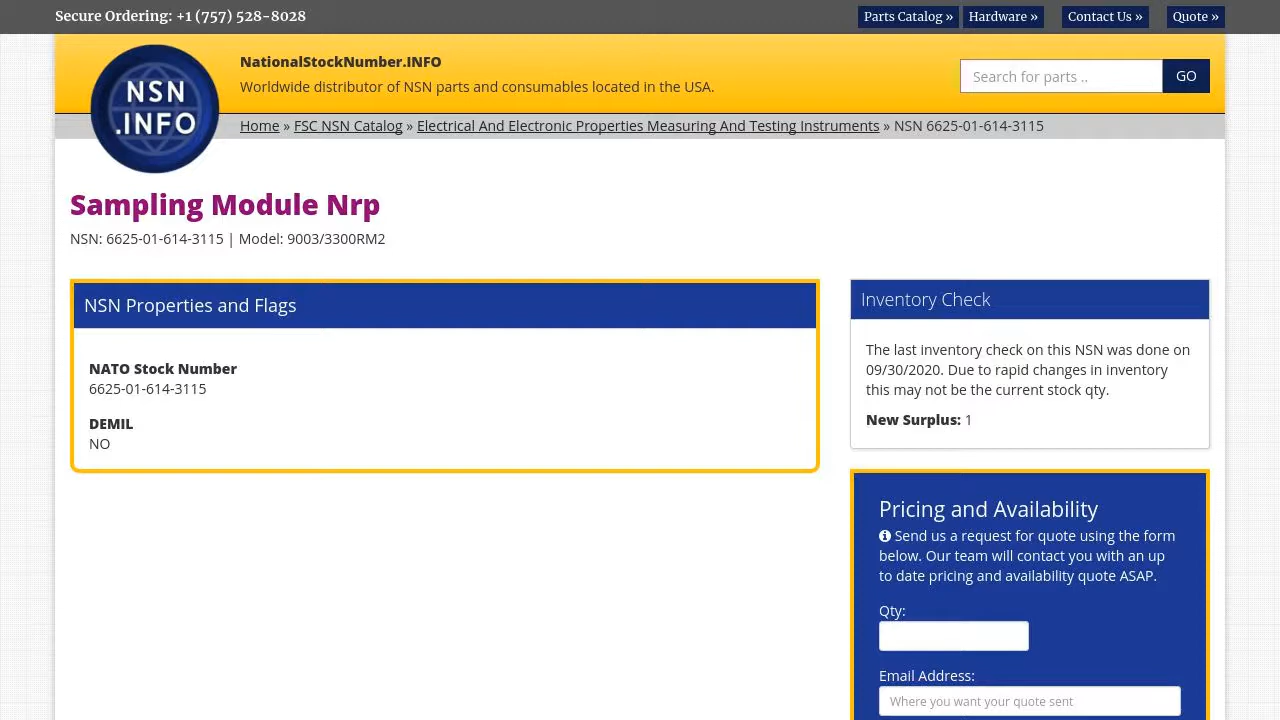 Secure Ordering: +1 (757) 528-8028
Parts Catalog »
Hardware »
Contact Us »
Quote »
NSN
.INFO
NationalStockNumber.INFO
Worldwide distributor of NSN parts and consumables located in the USA.
Search for parts ..
GO
Home » FSC NSN Catalog » Electrical And Electronic Properties Measuring And Testing Instruments » NSN 6625-01-614-3115
Sampling Module Nrp
NSN: 6625-01-614-3115 | Model: 9003/3300RM2
NSN Properties and Flags
NATO Stock Number
6625-01-614-3115
DEMIL
NO
Inventory Check
The last inventory check on this NSN was done on
09/30/2020. Due to rapid changes in inventory
this may not be the current stock qty.
New Surplus: 1
Pricing and Availability
Send us a request for quote using the form
below. Our team will contact you with an up
to date pricing and availability quote ASAP.
Qty:
Email Address:
Where you want your quote sent